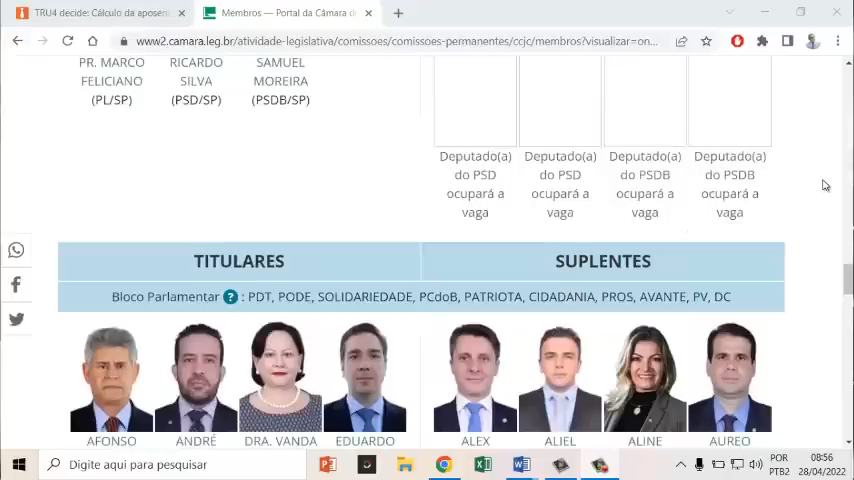 TRU4 decide: Cálculo da aposen
Membros — Portal da Câmara d
www2.camara.leg.br/atividade-legislativa/comissoes/comissoes-permanentes/ccjc/membros?visualizar=on...
PR. MARCO FELICIANO (PL/SP)
RICARDO SILVA (PSD/SP)
SAMUEL MOREIRA (PSDB/SP)
Deputado(a) do PSD ocupará a vaga
Deputado(a) do PSD ocupará a vaga
Deputado(a) do PSDB ocupará a vaga
Deputado(a) do PSDB ocupará a vaga
TITULARES
SUPLENTES
Bloco Parlamentar ? : PDT, PODE, SOLIDARIEDADE, PCdoB, PATRIOTA, CIDADANIA, PROS, AVANTE, PV, DC
AFONSO ANDRÉ DRA. VANDA EDUARDO ALEX ALIEL ALINE AUREO
Digite aqui para pesquisar
POR
PTB2
08:56
28/04/2022